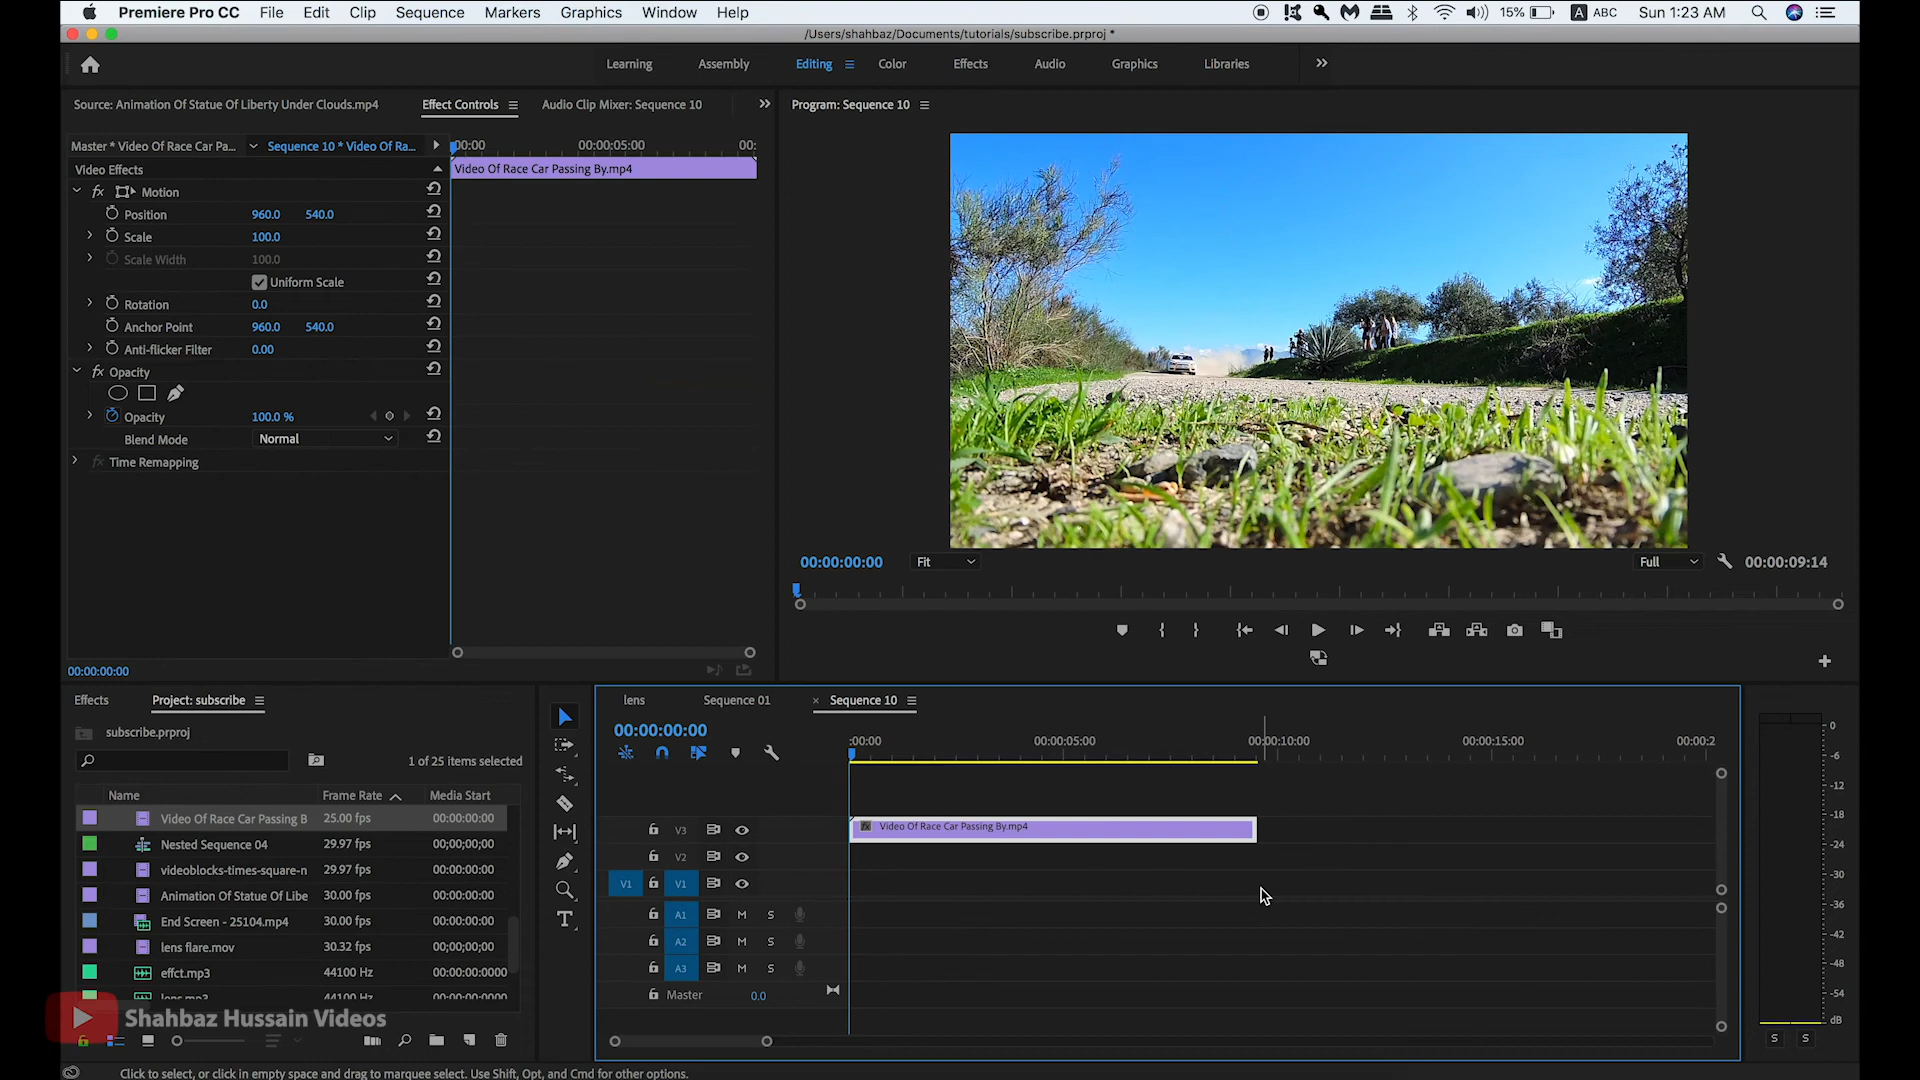 Premiere Pro CC File Edit Clip Sequence Markers Graphics Window Help 15% A ABC Sun 1:23 AM
/Users/shahbaz/Documents/tutorials/subscribe.prproj *
Learning Assembly Editing Color Effects Audio Graphics Libraries
Source: Animation Of Statue Of Liberty Under Clouds.mp4 Effect Controls Audio Clip Mixer: Sequence 10
Program: Sequence 10
Master * Video Of Race Car Pa... Sequence 10 * Video Of Ra... :00:00 00:00:05:00 00:
Video Effects Video Of Race Car Passing By.mp4
fx Motion
Position 960.0 540.0
Scale 100.0
Scale Width 100.0
Uniform Scale
Rotation 0.0
Anchor Point 960.0 540.0
Anti-flicker Filter 0.00
fx Opacity
Opacity 100.0 %
Blend Mode Normal
fx Time Remapping
00:00:00:00
00:00:00:00 Fit Full 00:00:09:14
Effects Project: subscribe
subscribe.prproj
1 of 25 items selected
Name Frame Rate Media Start
Video Of Race Car Passing B 25.00 fps 00:00:00:00
Nested Sequence 04 29.97 fps 00;00;00;00
videoblocks-times-square-n 29.97 fps 00:00:00:00
Animation Of Statue Of Libe 30.00 fps 00:00:00:00
End Screen - 25104.mp4 30.00 fps 00:00:00:00
lens flare.mov 30.32 fps 00;00;00;00
effct.mp3 44100 Hz 00:00:00:0000
lens.mp3 44100 Hz 00:00:00:0000
Shahbaz Hussain Videos
lens Sequence 01 × Sequence 10
00:00:00:00
:00:00 00:00:05:00 00:00:10:00 00:00:15:00 00:00:2
V3 fx Video Of Race Car Passing By.mp4
V2
V1 V1
A1 M S
A2 M S
A3 M S
Master 0.0
T
0
-6
-12
-18
-24
-30
-36
-42
-48
-54
dB
S S
Click to select, or click in empty space and drag to marquee select. Use Shift, Opt, and Cmd for other options.